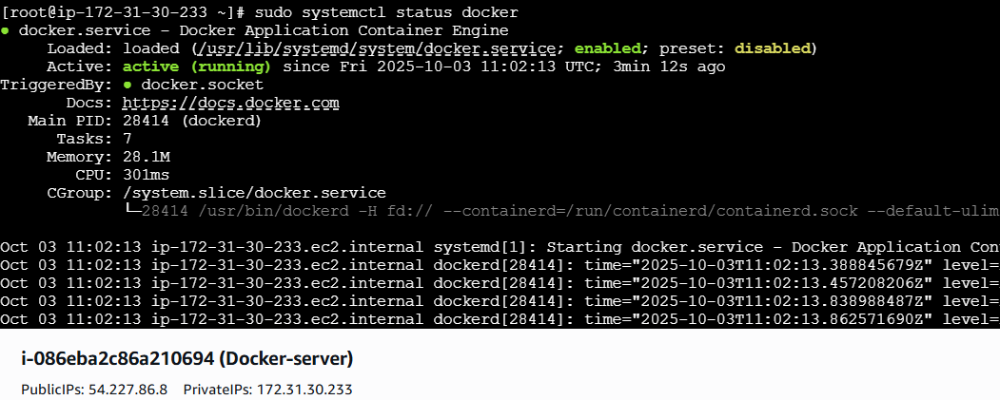 [root@ip-172-31-30-233 ~]# sudo systemctl status docker
● docker.service - Docker Application Container Engine
Loaded: loaded (/usr/lib/systemd/system/docker.service; enabled; preset: disabled)
Active: active (running) since Fri 2025-10-03 11:02:13 UTC; 3min 12s ago
TriggeredBy: ● docker.socket
Docs: https://docs.docker.com
Main PID: 28414 (dockerd)
Tasks: 7
Memory: 28.1M
CPU: 301ms
CGroup: /system.slice/docker.service
└─28414 /usr/bin/dockerd -H fd:// --containerd=/run/containerd/containerd.sock --default-ulim
Oct 03 11:02:13 ip-172-31-30-233.ec2.internal systemd[1]: Starting docker.service - Docker Application Con
Oct 03 11:02:13 ip-172-31-30-233.ec2.internal dockerd[28414]: time="2025-10-03T11:02:13.388845679Z" level=
Oct 03 11:02:13 ip-172-31-30-233.ec2.internal dockerd[28414]: time="2025-10-03T11:02:13.457208206Z" level=
Oct 03 11:02:13 ip-172-31-30-233.ec2.internal dockerd[28414]: time="2025-10-03T11:02:13.838988487Z" level=
Oct 03 11:02:13 ip-172-31-30-233.ec2.internal dockerd[28414]: time="2025-10-03T11:02:13.862571690Z" level=
i-086eba2c86a210694 (Docker-server)
PublicIPs: 54.227.86.8 PrivateIPs: 172.31.30.233